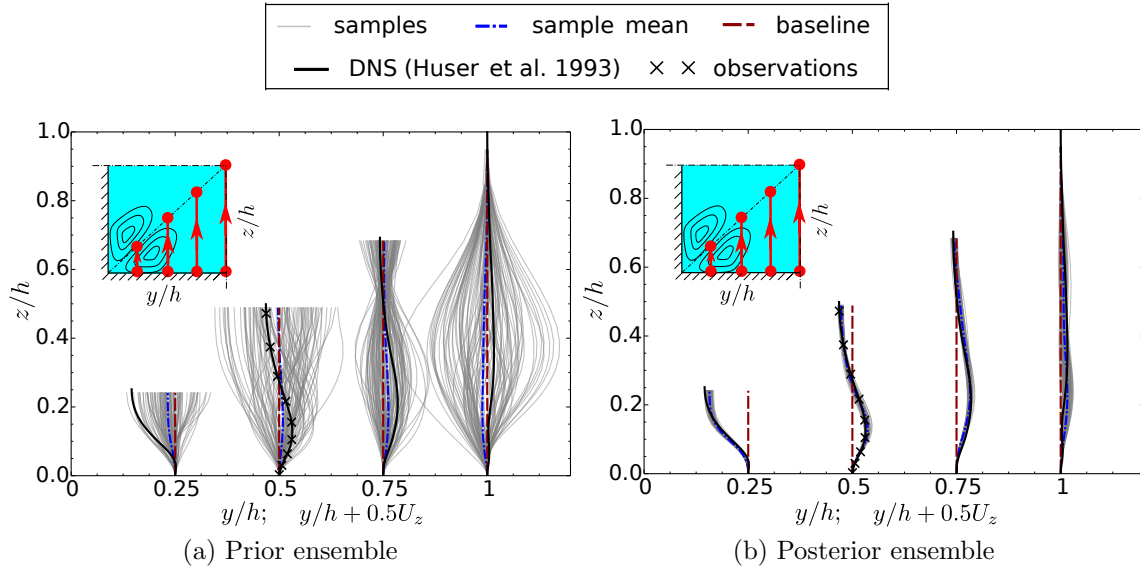 samples sample mean baseline
DNS (Huser et al. 1993) observations
1.0
0.8
0.6
0.4
0.2
0.0
z/h
0 0.25 0.5 0.75 1
y/h; y/h + 0.5U_z
y/h
z/h
(a) Prior ensemble
1.0
0.8
0.6
0.4
0.2
0.0
z/h
0 0.25 0.5 0.75 1
y/h; y/h + 0.5U_z
y/h
z/h
(b) Posterior ensemble